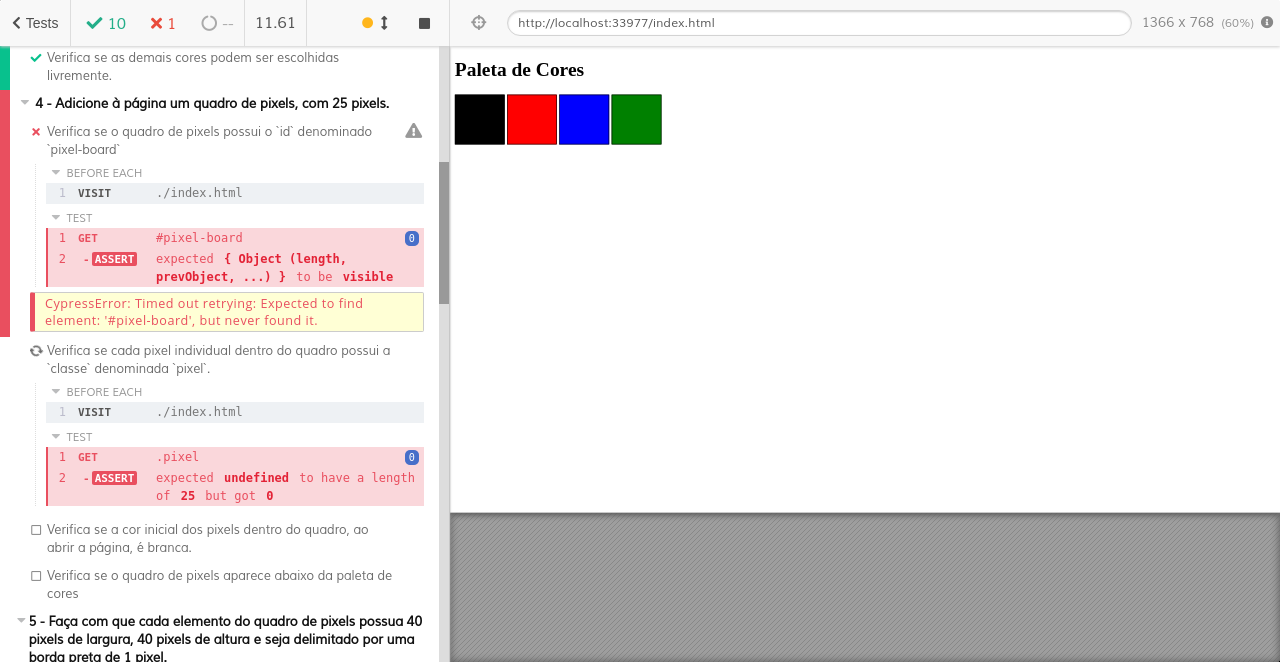 Tests 10 1 -- 11.61
http://localhost:33977/index.html 1366 x 768 (60%)
Verifica se as demais cores podem ser escolhidas
livremente.
4 - Adicione à página um quadro de pixels, com 25 pixels.
Verifica se o quadro de pixels possui o `id` denominado
`pixel-board`
BEFORE EACH
1 VISIT ./index.html
TEST
1 GET #pixel-board 0
2 -ASSERT expected { Object (length,
prevObject, ...) } to be visible
CypressError: Timed out retrying: Expected to find
element: '#pixel-board', but never found it.
Verifica se cada pixel individual dentro do quadro possui a
`classe` denominada `pixel`.
BEFORE EACH
1 VISIT ./index.html
TEST
1 GET .pixel 0
2 -ASSERT expected undefined to have a length
of 25 but got 0
Verifica se a cor inicial dos pixels dentro do quadro, ao
abrir a página, é branca.
Verifica se o quadro de pixels aparece abaixo da paleta de
cores
5 - Faça com que cada elemento do quadro de pixels possua 40
pixels de largura, 40 pixels de altura e seja delimitado por uma
borda preta de 1 pixel.
Paleta de Cores